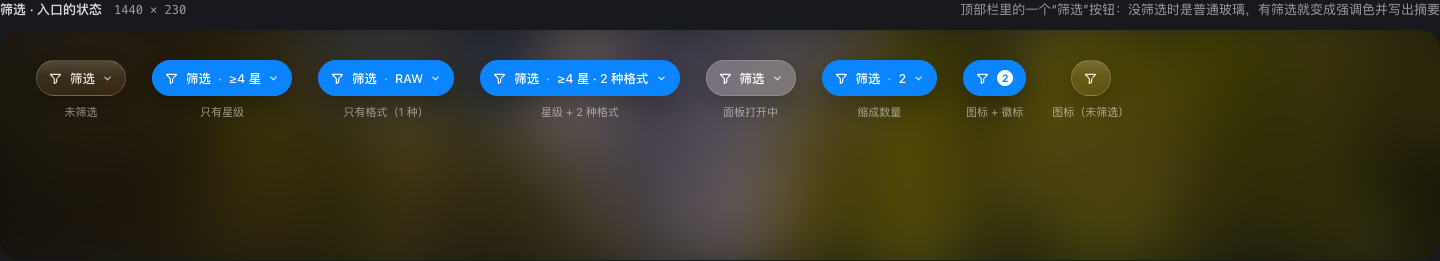 筛选 · 入口的状态 1440 × 230
顶部栏里的一个“筛选”按钮：没筛选时是普通玻璃，有筛选就变成强调色并写出摘要
筛选
筛选 · ≥4 星
筛选 · RAW
筛选 · ≥4 星 · 2 种格式
筛选
筛选 · 2
2
未筛选
只有星级
只有格式（1 种）
星级 + 2 种格式
面板打开中
缩成数量
图标 + 徽标
图标（未筛选）